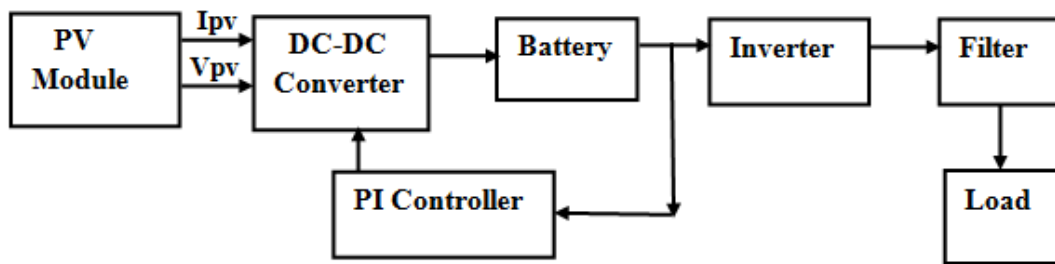 PV
Module
Ipv
Vpv
DC-DC
Converter
Battery
Inverter
Filter
PI Controller
Load